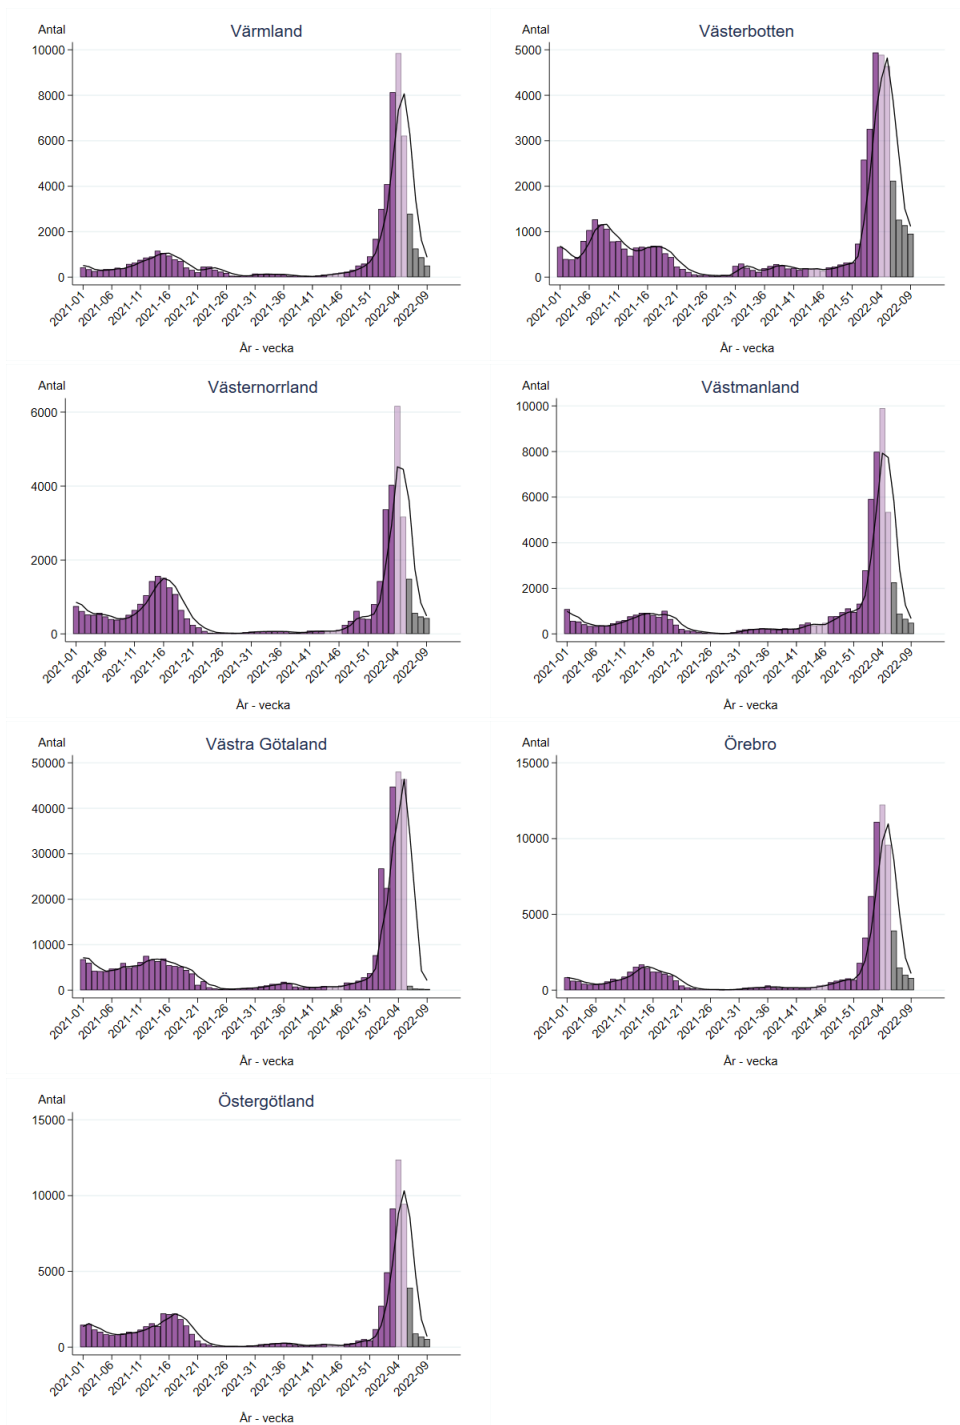 Antal Värmland
10000
8000
6000
4000
2000
0
2021-01 2021-06 2021-11 2021-16 2021-21 2021-26 2021-31 2021-36 2021-41 2021-46 2021-51 2022-04 2022-09
År - vecka
Antal Västerbotten
5000
4000
3000
2000
1000
0
2021-01 2021-06 2021-11 2021-16 2021-21 2021-26 2021-31 2021-36 2021-41 2021-46 2021-51 2022-04 2022-09
År - vecka
Antal Västernorrland
6000
4000
2000
0
2021-01 2021-06 2021-11 2021-16 2021-21 2021-26 2021-31 2021-36 2021-41 2021-46 2021-51 2022-04 2022-09
År - vecka
Antal Västmanland
10000
8000
6000
4000
2000
0
2021-01 2021-06 2021-11 2021-16 2021-21 2021-26 2021-31 2021-36 2021-41 2021-46 2021-51 2022-04 2022-09
År - vecka
Antal Västra Götaland
50000
40000
30000
20000
10000
0
2021-01 2021-06 2021-11 2021-16 2021-21 2021-26 2021-31 2021-36 2021-41 2021-46 2021-51 2022-04 2022-09
År - vecka
Antal Örebro
15000
10000
5000
0
2021-01 2021-06 2021-11 2021-16 2021-21 2021-26 2021-31 2021-36 2021-41 2021-46 2021-51 2022-04 2022-09
År - vecka
Antal Östergötland
15000
10000
5000
0
2021-01 2021-06 2021-11 2021-16 2021-21 2021-26 2021-31 2021-36 2021-41 2021-46 2021-51 2022-04 2022-09
År - vecka